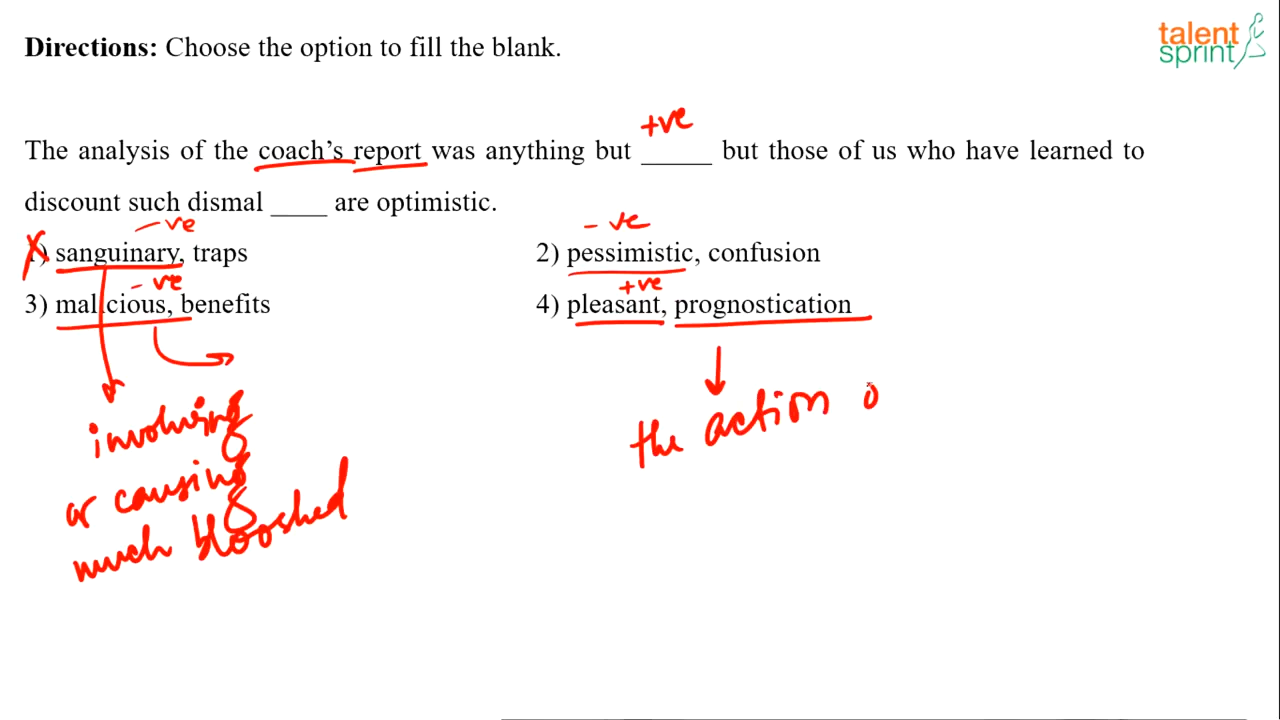 talent
sprint
Directions: Choose the option to fill the blank.
+ve
The analysis of the coach's report was anything but _____ but those of us who have learned to
discount such dismal ____ are optimistic.
-ve
-ve
1) sanguinary, traps
2) pessimistic, confusion
-ve
+ve
3) malicious, benefits
4) pleasant, prognostication
involving
or causing
much blooshed
the action o